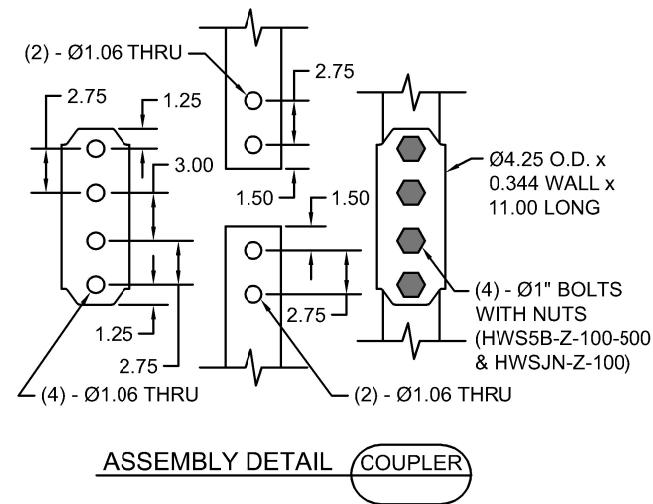 (2) - Ø1.06 THRU
2.75
1.25
3.00
2.75
1.50
1.50
Ø4.25 O.D. x
0.344 WALL x
11.00 LONG
2.75
1.25
2.75
(4) - Ø1" BOLTS
WITH NUTS
(HWS5B-Z-100-500
& HWSJN-Z-100)
(4) - Ø1.06 THRU
(2) - Ø1.06 THRU
ASSEMBLY DETAIL
COUPLER